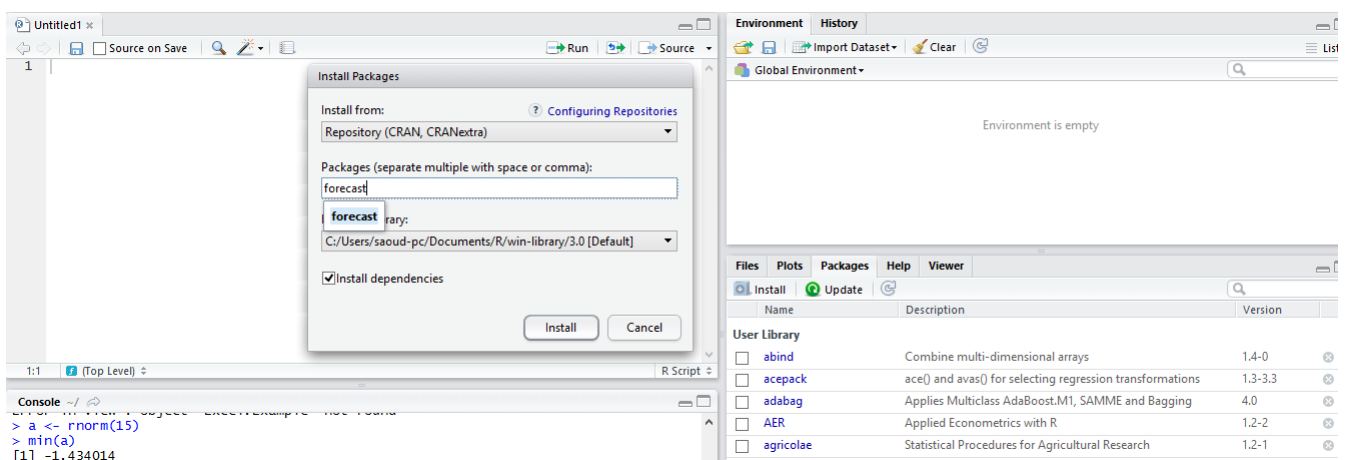 Untitled1
Source on Save
Run
Source
1
Install Packages
Install from:
Configuring Repositories
Repository (CRAN, CRANextra)
Packages (separate multiple with space or comma):
forecast
forecast
rary:
C:/Users/saoud-pc/Documents/R/win-library/3.0 [Default]
Install dependencies
Install
Cancel
1:1
(Top Level)
R Script
Console ~/
> a <- rnorm(15)
> min(a)
[1] -1.434014
Environment History
Import Dataset
Clear
List
Global Environment
Environment is empty
Files Plots Packages Help Viewer
Install
Update
Name Description Version
User Library
abind Combine multi-dimensional arrays 1.4-0
acepack ace() and avas() for selecting regression transformations 1.3-3.3
adabag Applies Multiclass AdaBoost.M1, SAMME and Bagging 4.0
AER Applied Econometrics with R 1.2-2
agricolae Statistical Procedures for Agricultural Research 1.2-1